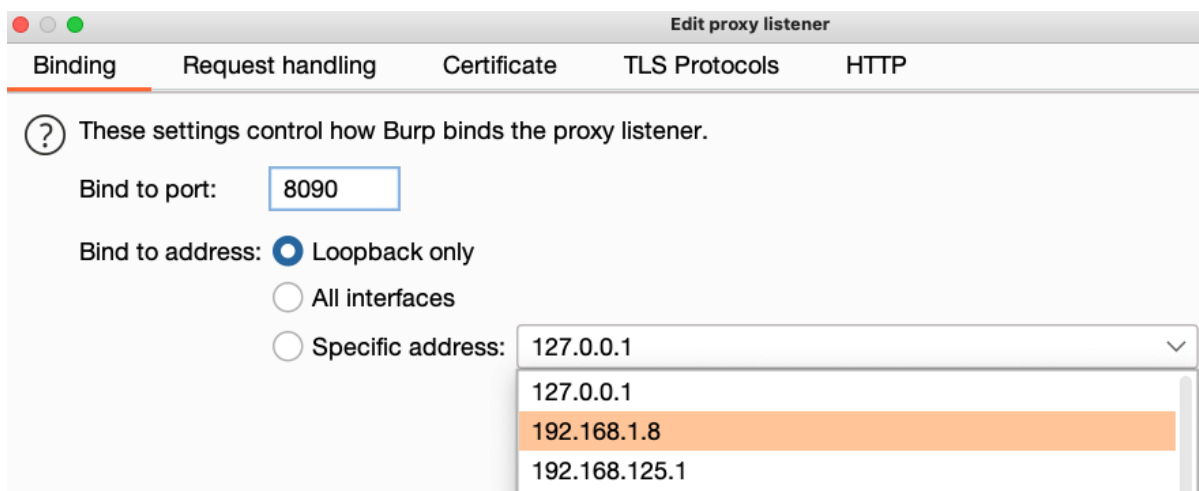 Edit proxy listener
Binding Request handling Certificate TLS Protocols HTTP
? These settings control how Burp binds the proxy listener.
Bind to port: 8090
Bind to address: Loopback only
All interfaces
Specific address: 127.0.0.1
127.0.0.1
192.168.1.8
192.168.125.1